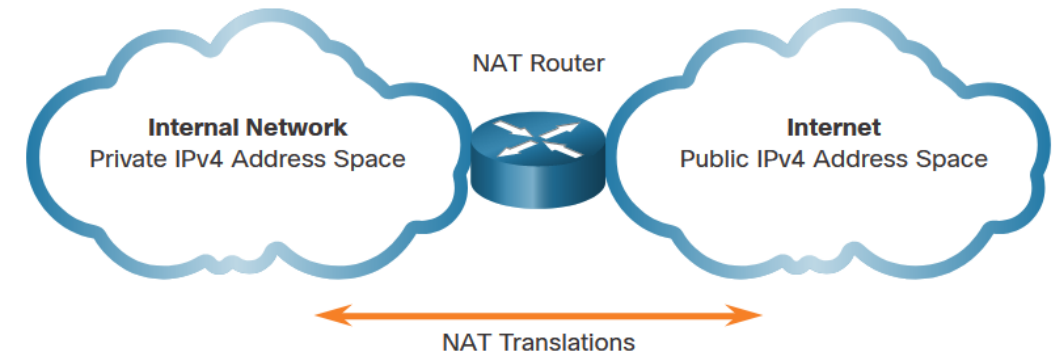 NAT Router
Internal Network
Private IPv4 Address Space
Internet
Public IPv4 Address Space
NAT Translations